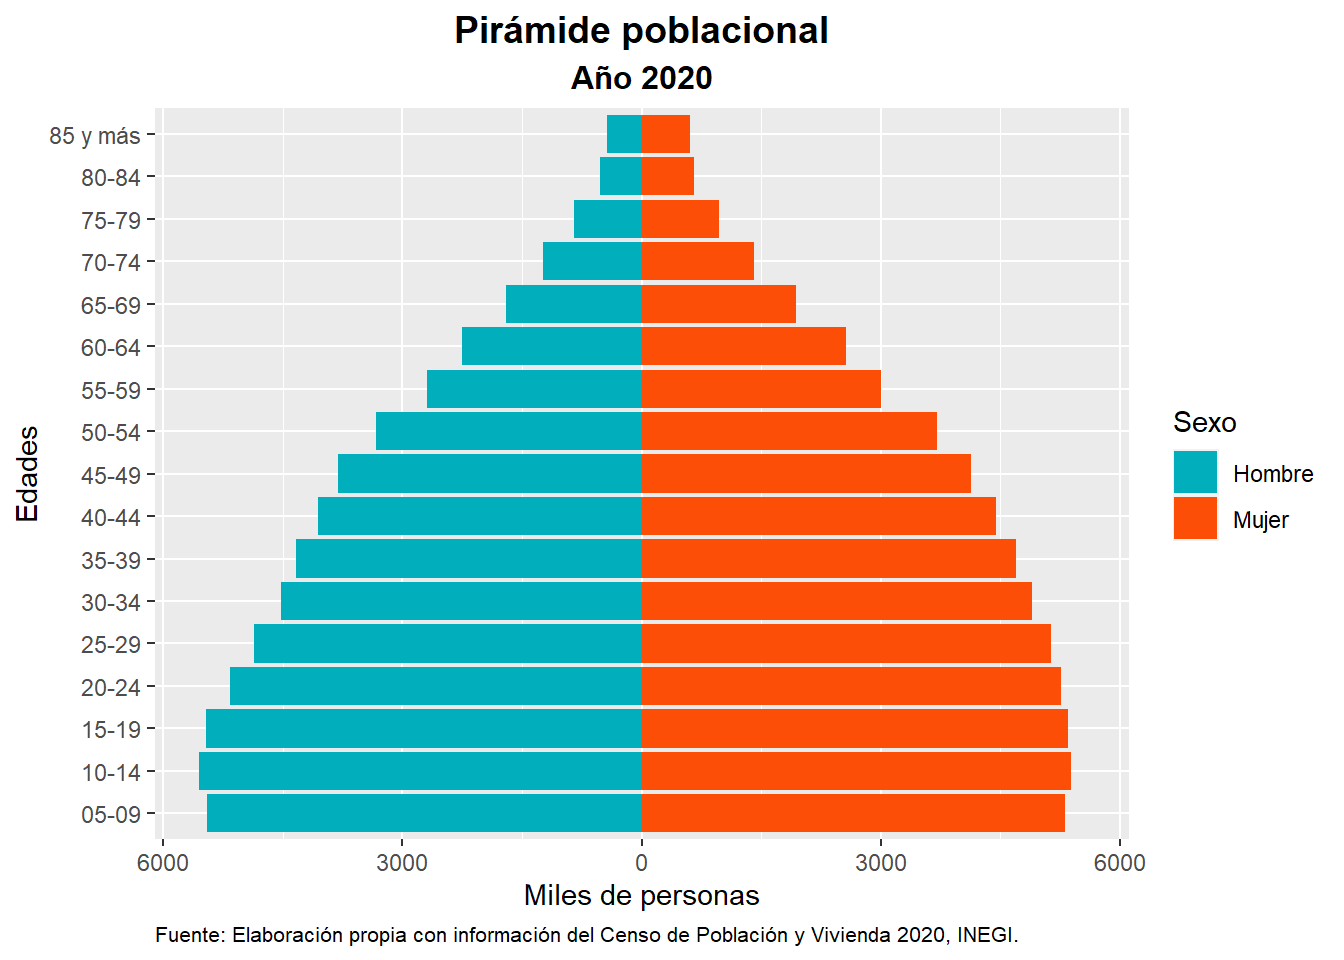 Pirámide poblacional
Año 2020
85 y más
80-84
75-79
70-74
65-69
60-64
55-59
50-54
45-49
40-44
35-39
30-34
25-29
20-24
15-19
10-14
05-09
Edades
6000 3000 0 3000 6000
Miles de personas
Sexo
Hombre
Mujer
Fuente: Elaboración propia con información del Censo de Población y Vivienda 2020, INEGI.